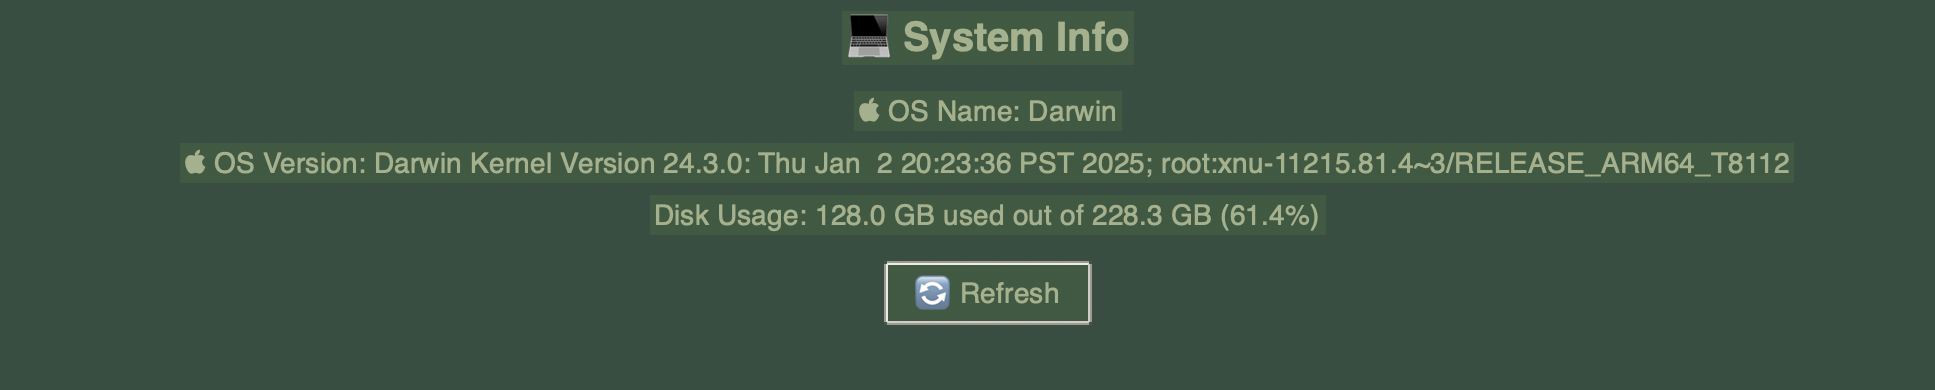 System Info
OS Name: Darwin
OS Version: Darwin Kernel Version 24.3.0: Thu Jan  2 20:23:36 PST 2025; root:xnu-11215.81.4~3/RELEASE_ARM64_T8112
Disk Usage: 128.0 GB used out of 228.3 GB (61.4%)
Refresh